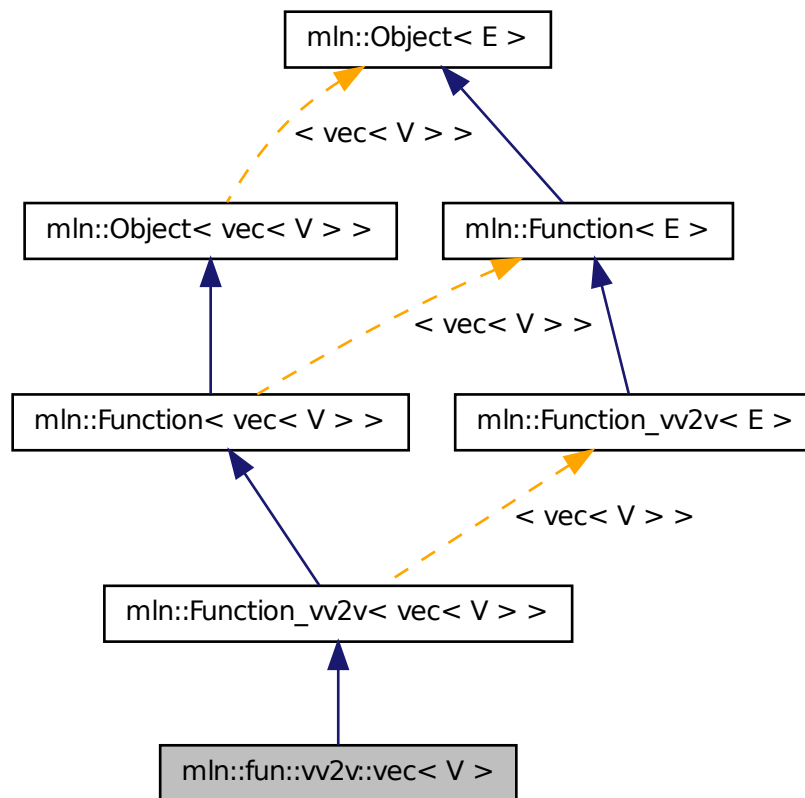 mln::Object< E >
< vec< V > >
mln::Object< vec< V > >
mln::Function< E >
< vec< V > >
mln::Function< vec< V > >
mln::Function_vv2v< E >
< vec< V > >
mln::Function_vv2v< vec< V > >
mln::fun::vv2v::vec< V >